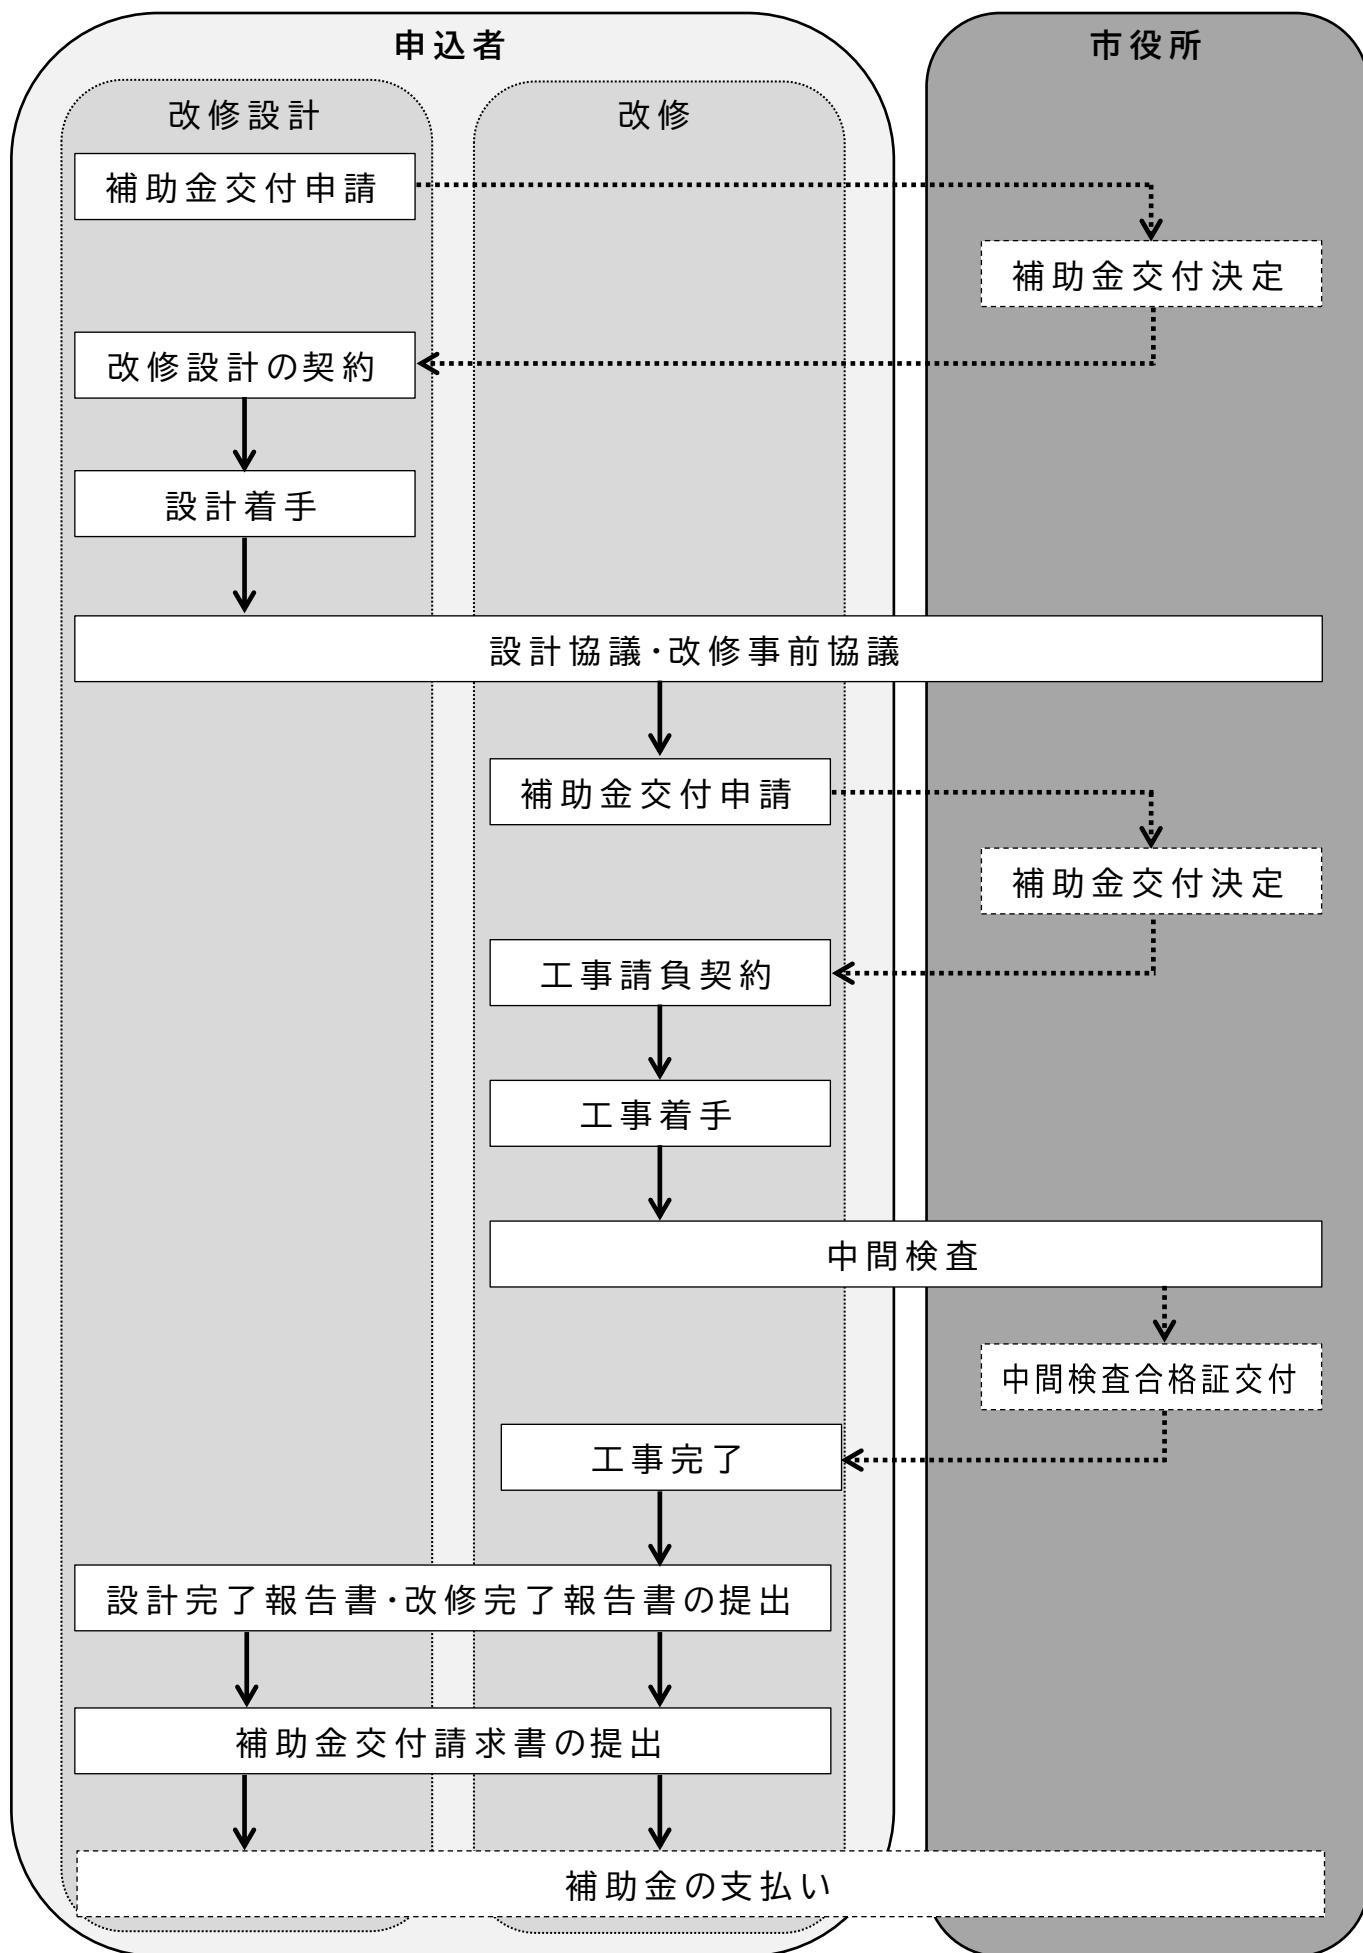 申込者
市役所
改修設計
改修
補助金交付申請
補助金交付決定
改修設計の契約
設計着手
設計協議･改修事前協議
補助金交付申請
補助金交付決定
工事請負契約
工事着手
中間検査
中間検査合格証交付
工事完了
設計完了報告書･改修完了報告書の提出
補助金交付請求書の提出
補助金の支払い